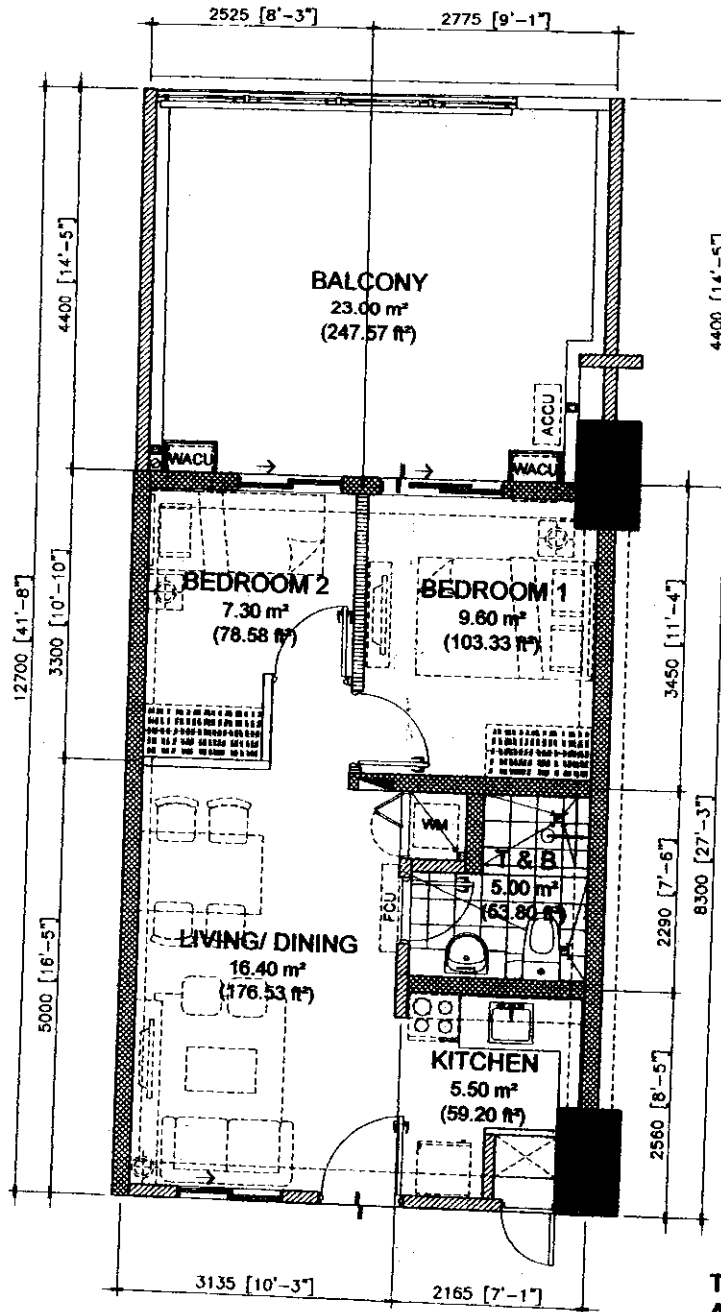 2525 [8'-3"]
2775 [9'-1"]
4400 [14'-5"]
4400 [14'-5"]
BALCONY
23.00 m²
(247.57 ft²)
ACCU
WACU
WACU
12700 [41'-8"]
3300 [10'-10"]
BEDROOM 2
7.30 m²
(78.58 ft²)
BEDROOM 1
9.60 m²
(103.33 ft²)
3450 [11'-4"]
WM
T & B
5.00 m²
(53.80 ft²)
2290 [7'-6"]
8300 [27'-3"]
FCU
5000 [16'-5"]
LIVING/ DINING
16.40 m²
(176.53 ft²)
KITCHEN
5.50 m²
(59.20 ft²)
2560 [8'-5"]
3135 [10'-3"]
2165 [7'-1"]